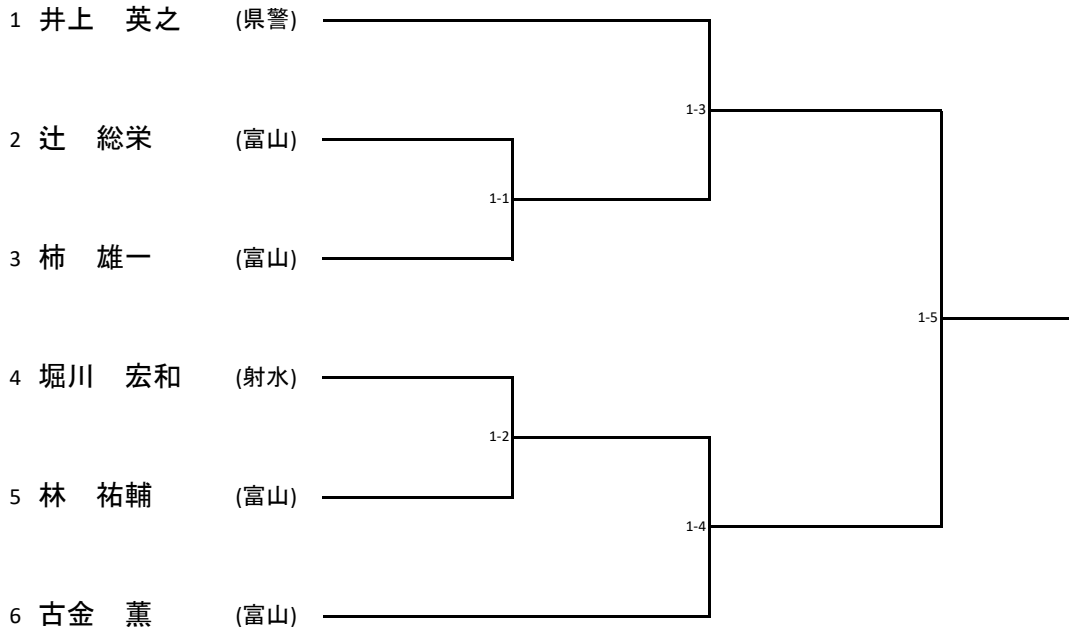 1 井上　英之 (県警)
1-3
2 辻　総栄 (富山)
1-1
3 柿　雄一 (富山)
1-5
4 堀川　宏和 (射水)
1-2
5 林　祐輔 (富山)
1-4
6 古金　薫 (富山)